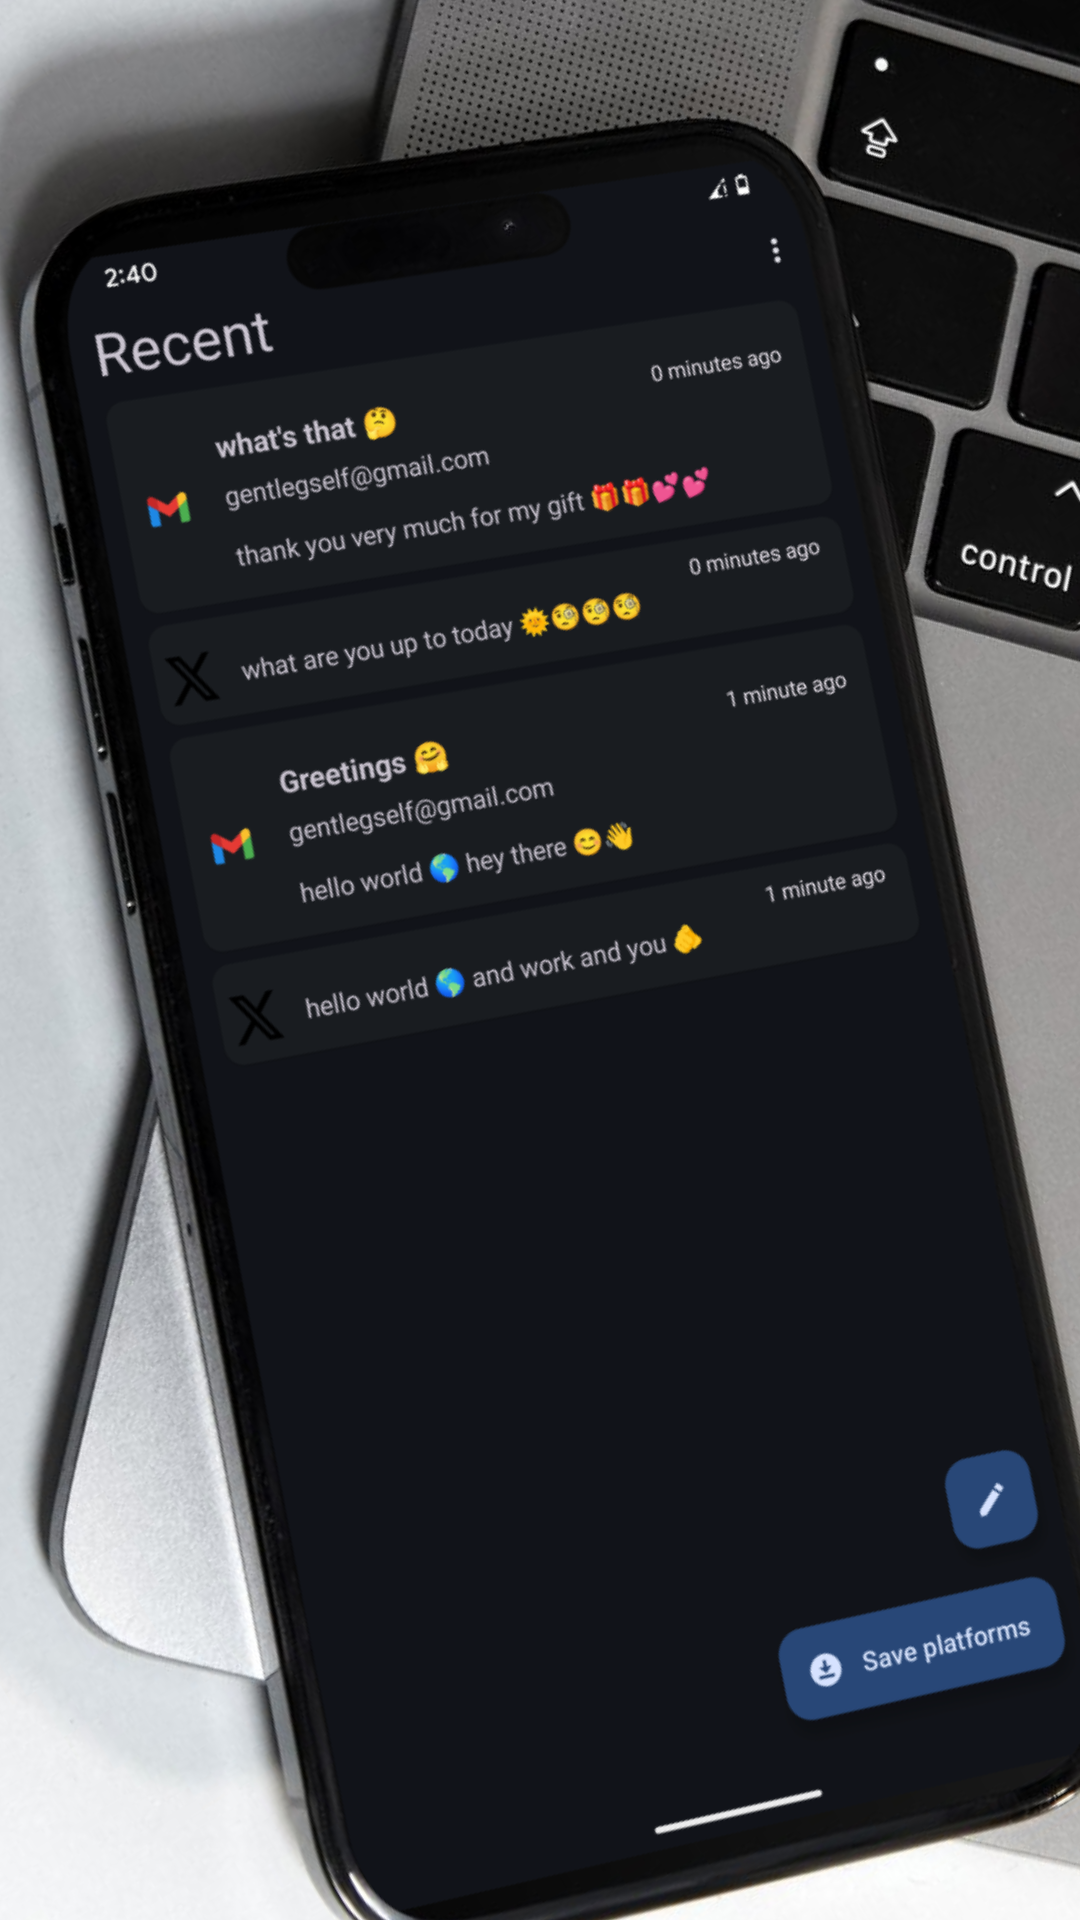 2:40
Recent
0 minutes ago
what's that 🤔
gentlegself@gmail.com
thank you very much for my gift 🎁🎁💕💕
0 minutes ago
what are you up to today 🌞🧐🧐🧐
1 minute ago
Greetings 🤗
gentlegself@gmail.com
hello world 🌎 hey there 😊👋
1 minute ago
hello world 🌎 and work and you 🫵
Save platforms
control